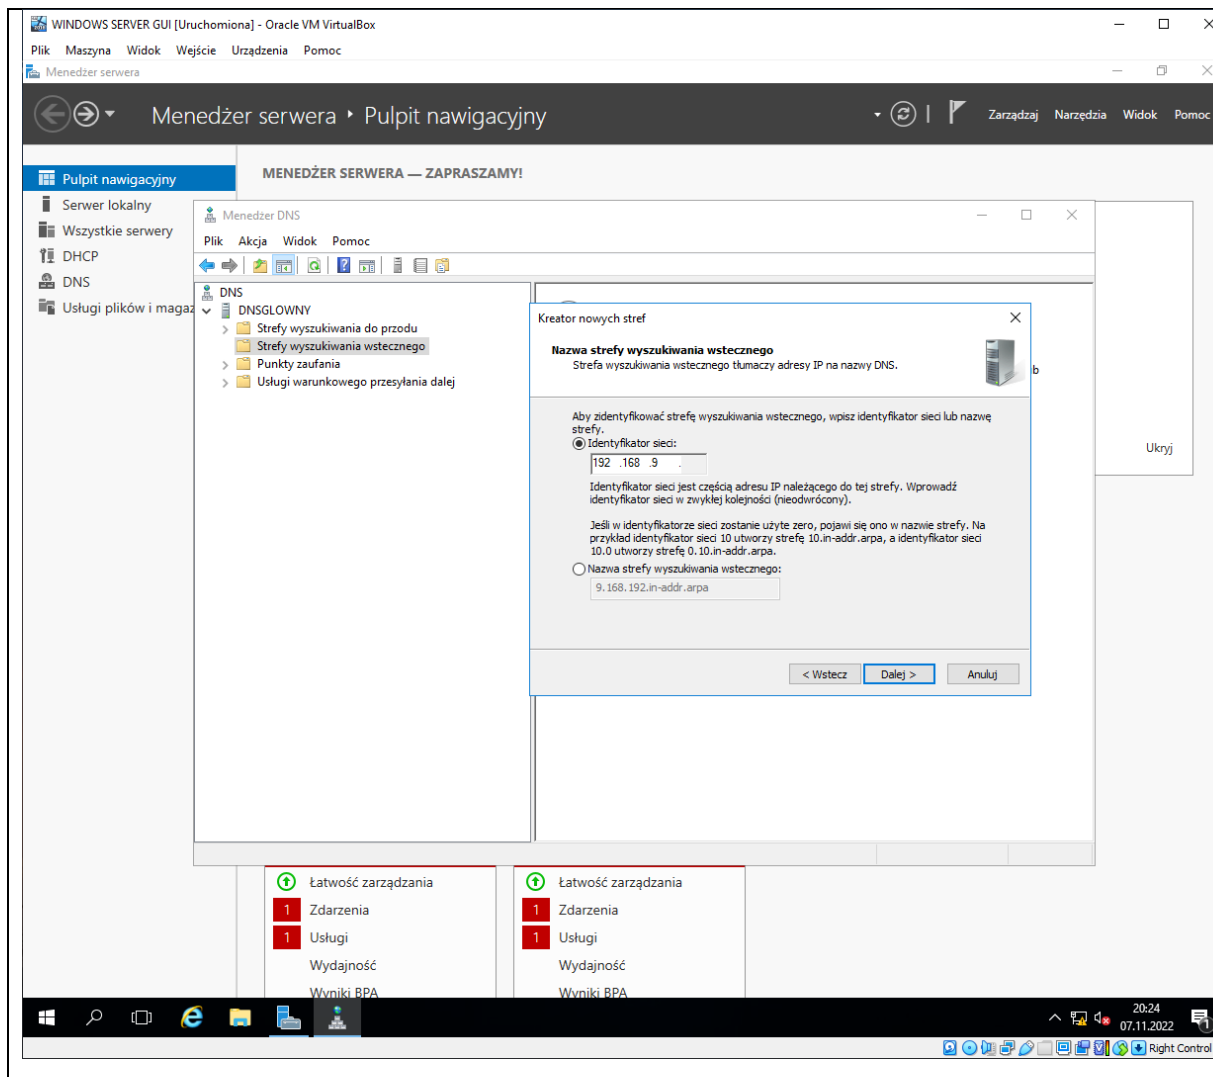 WINDOWS SERVER GUI [Uruchomiona] - Oracle VM VirtualBox
Plik Maszyna Widok Wejście Urządzenia Pomoc
Menedżer serwera
Menedżer serwera Pulpit nawigacyjny
Zarządzaj Narzędzia Widok Pomoc
Pulpit nawigacyjny
Serwer lokalny
Wszystkie serwery
DHCP
DNS
Usługi plików i magaz
MENEDŻER SERWERA — ZAPRASZAMY!
Menedżer DNS
Plik Akcja Widok Pomoc
DNS
DNSGLOWNY
Strefy wyszukiwania do przodu
Strefy wyszukiwania wstecznego
Punkty zaufania
Usługi warunkowego przesyłania dalej
Kreator nowych stref
Nazwa strefy wyszukiwania wstecznego
Strefa wyszukiwania wstecznego tłumaczy adresy IP na nazwy DNS.
b
Aby zidentyfikować strefę wyszukiwania wstecznego, wpisz identyfikator sieci lub nazwę
strefy.
Identyfikator sieci:
192 .168 .9 .
Identyfikator sieci jest częścią adresu IP należącego do tej strefy. Wprowadź
identyfikator sieci w zwykłej kolejności (nieodwróconej).
Jeśli w identyfikatorze sieci zostanie użyte zero, pojawi się ono w nazwie strefy. Na
przykład identyfikator sieci 10 utworzy strefę 10.in-addr.arpa, a identyfikator sieci
10.0 utworzy strefę 0.10.in-addr.arpa.
Nazwa strefy wyszukiwania wstecznego:
9.168.192.in-addr.arpa
< Wstecz Dalej > Anuluj
Ukryj
Łatwość zarządzania
1 Zdarzenia
1 Usługi
Wydajność
Wyniki BPA
Łatwość zarządzania
1 Zdarzenia
1 Usługi
Wydajność
Wyniki BPA
20:24
07.11.2022
1
Right Control